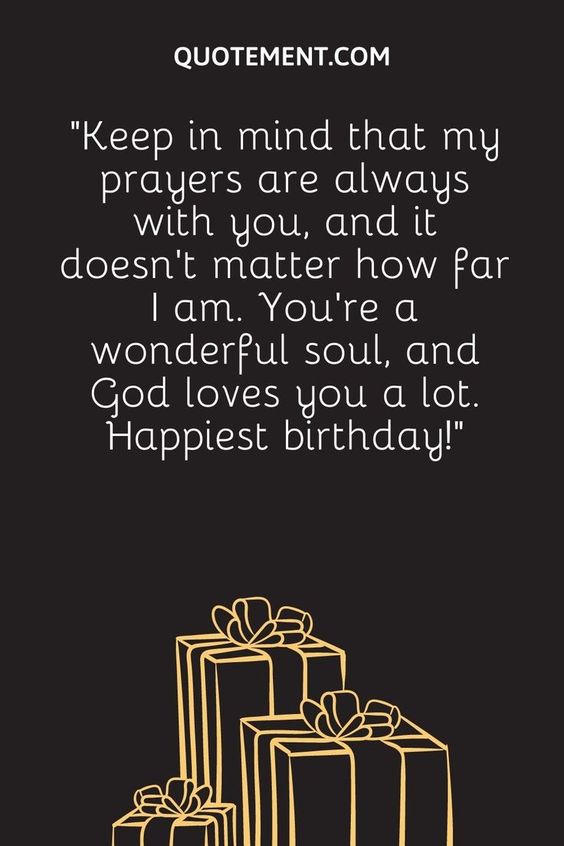 QUOTEMENT.COM
"Keep in mind that my
prayers are always
with you, and it
doesn't matter how far
I am. You're a
wonderful soul, and
God loves you a lot.
Happiest birthday!"